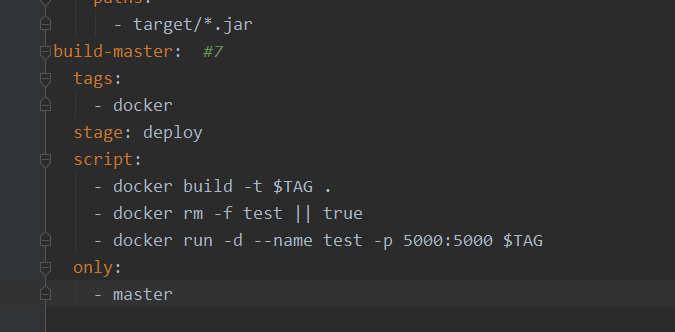 paths:
- target/*.jar
build-master:  #7
tags:
- docker
stage: deploy
script:
- docker build -t $TAG .
- docker rm -f test || true
- docker run -d --name test -p 5000:5000 $TAG
only:
- master